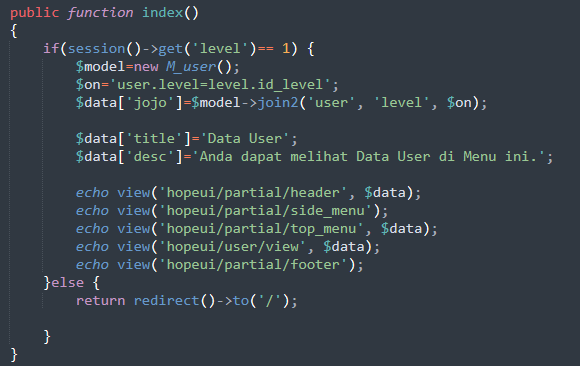 public function index()
{
    if(session()->get('level')== 1) {
        $model=new M_user();
        $on='user.level=level.id_level';
        $data['jojo']=$model->join2('user', 'level', $on);

        $data['title']='Data User';
        $data['desc']='Anda dapat melihat Data User di Menu ini.';

        echo view('hopeui/partial/header', $data);
        echo view('hopeui/partial/side_menu');
        echo view('hopeui/partial/top_menu', $data);
        echo view('hopeui/user/view', $data);
        echo view('hopeui/partial/footer');
    }else {
        return redirect()->to('/');

    }
}